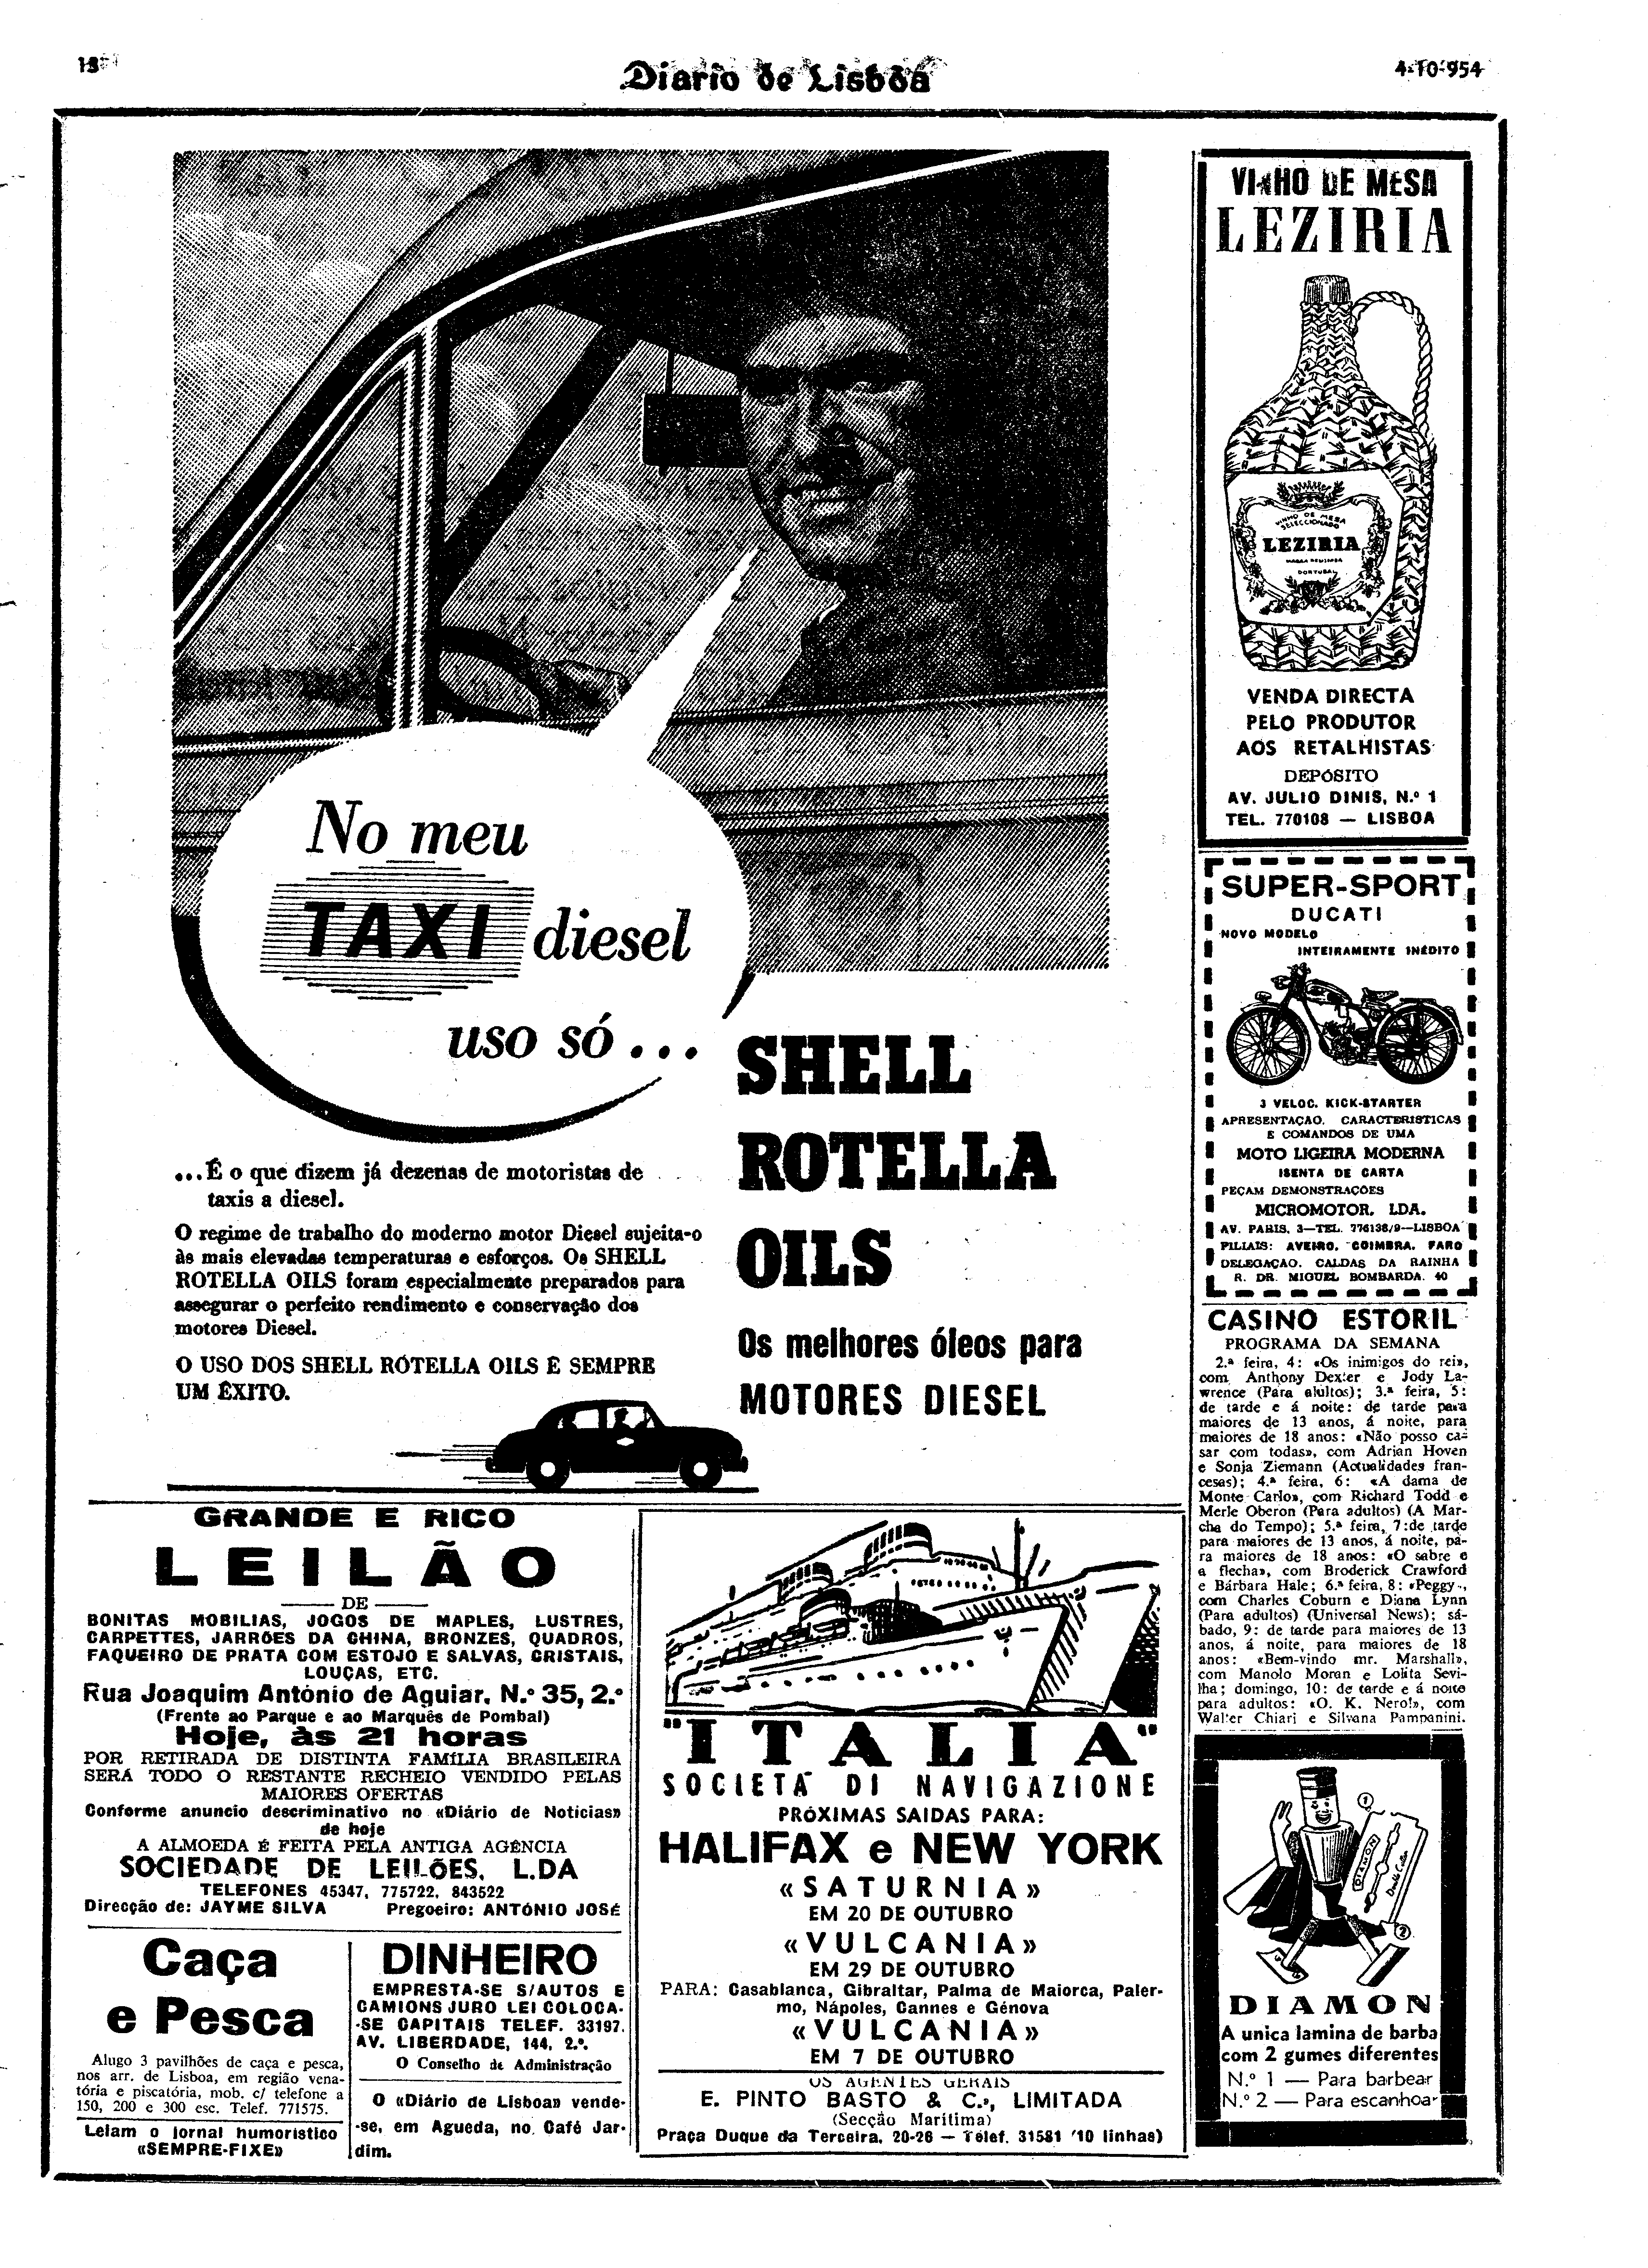 Diario de Lisboa
4-10-954
No meu
TAXI diesel
uso só...
SHELL
ROTELLA
OILS
Os melhores óleos para
MOTORES DIESEL
...É o que dizem já dezenas de motoristas de
taxis a diesel.
O regime de trabalho do moderno motor Diesel sujeita-o
às mais elevadas temperaturas e esforços. Os SHELL
ROTELLA OILS foram especialmente preparados para
assegurar o perfeito rendimento e conservação dos
motores Diesel.
O USO DOS SHELL ROTELLA OILS É SEMPRE
UM ÊXITO.
VINHO DE MESA
LEZIRIA
VINHO DE MESA
SELECCIONADO
LEZIRIA
PORTUGAL
VENDA DIRECTA
PELO PRODUTOR
AOS RETALHISTAS
DEPÓSITO
AV. JULIO DINIS, N.º 1
TEL. 770108 — LISBOA
SUPER-SPORT
DUCATI
NOVO MODELO
INTEIRAMENTE INÉDITO
3 VELOC. KICK-STARTER
APRESENTAÇÃO. CARACTERISTICAS
E COMANDOS DE UMA
MOTO LIGEIRA MODERNA
ISENTA DE CARTA
PEÇAM DEMONSTRAÇÕES
MICROMOTOR, LDA.
AV. PARIS, 3—TEL. 776138/9—LISBOA
FILIAIS: AVEIRO. COIMBRA. FARO
DELEGAÇÃO. CALDAS DA RAINHA
R. DR. MIGUEL BOMBARDA. 40
CASINO ESTORIL
PROGRAMA DA SEMANA
2.ª feira, 4: «Os inimigos do rei»,
com Anthony Dexter e Jody La-
wrence (Para adultos); 3.ª feira, 5:
de tarde e á noite: de tarde para
maiores de 13 anos, á noite, para
maiores de 18 anos: «Não posso ca-
sar com todas», com Adrian Hoven
e Sonja Ziemann (Actualidades fran-
cesas); 4.ª feira, 6: «A dama de
Monte Carlo», com Richard Todd e
Merle Oberon (Para adultos) (A Mar-
cha do Tempo); 5.ª feira, 7:de tarde
para maiores de 13 anos, á noite, pa-
ra maiores de 18 anos: «O sabre e
a flecha», com Broderick Crawford
e Bárbara Hale; 6.ª feira, 8: «Peggy»,
com Charles Coburn e Diana Lynn
(Para adultos) (Universal News); sá-
bado, 9: de tarde para maiores de 13
anos, á noite, para maiores de 18
anos: «Bem-vindo mr. Marshall»,
com Manolo Moran e Lolita Sevi-
lha; domingo, 10: de tarde e á noite
para adultos: «O. K. Nero!», com
Walter Chiari e Silvana Pampanini.
GRANDE E RICO
LEILÃO
DE
BONITAS MOBILIAS, JOGOS DE MAPLES, LUSTRES,
CARPETTES, JARRÕES DA CHINA, BRONZES, QUADROS,
FAQUEIRO DE PRATA COM ESTOJO E SALVAS, CRISTAIS,
LOUÇAS, ETC.
Rua Joaquim António de Aguiar, N.º 35, 2.º
(Frente ao Parque e ao Marquês de Pombal)
Hoje, às 21 horas
POR RETIRADA DE DISTINTA FAMÍLIA BRASILEIRA
SERÁ TODO O RESTANTE RECHEIO VENDIDO PELAS
MAIORES OFERTAS
Conforme anuncio descriminativo no «Diário de Notícias»
de hoje
A ALMOEDA É FEITA PELA ANTIGA AGÊNCIA
SOCIEDADE DE LEILÕES, L.DA
TELEFONES 45347, 775722, 843522
Direcção de: JAYME SILVA Pregoeiro: ANTÓNIO JOSÉ
Caça
e Pesca
Alugo 3 pavilhões de caça e pesca,
nos arr. de Lisboa, em região vena-
tória e piscatória, mob. c/ telefone a
150, 200 e 300 esc. Telef. 771575.
Leiam o jornal humorístico
«SEMPRE-FIXE»
DINHEIRO
EMPRESTA-SE S/AUTOS E
CAMIONS JURO LEI COLOCA-
-SE CAPITAIS TELEF. 33197.
AV. LIBERDADE, 144, 2.º.
O Conselho de Administração
O «Diário de Lisboa» vende-
-se, em Agueda, no Café Jar-
dim.
"ITALIA"
SOCIETA DI NAVIGAZIONE
PRÓXIMAS SAIDAS PARA:
HALIFAX e NEW YORK
«SATURNIA»
EM 20 DE OUTUBRO
«VULCANIA»
EM 29 DE OUTUBRO
PARA: Casablanca, Gibraltar, Palma de Maiorca, Paler-
mo, Nápoles, Cannes e Génova
«VULCANIA»
EM 7 DE OUTUBRO
OS AGENTES GERAIS
E. PINTO BASTO & C.ª, LIMITADA
(Secção Marítima)
Praça Duque da Terceira, 20-26 — Telef. 31581 (10 linhas)
1
DIAMON
Double Cutter
2
DIAMON
A unica lamina de barba
com 2 gumes diferentes
N.º 1 — Para barbear
N.º 2 — Para escanhoar